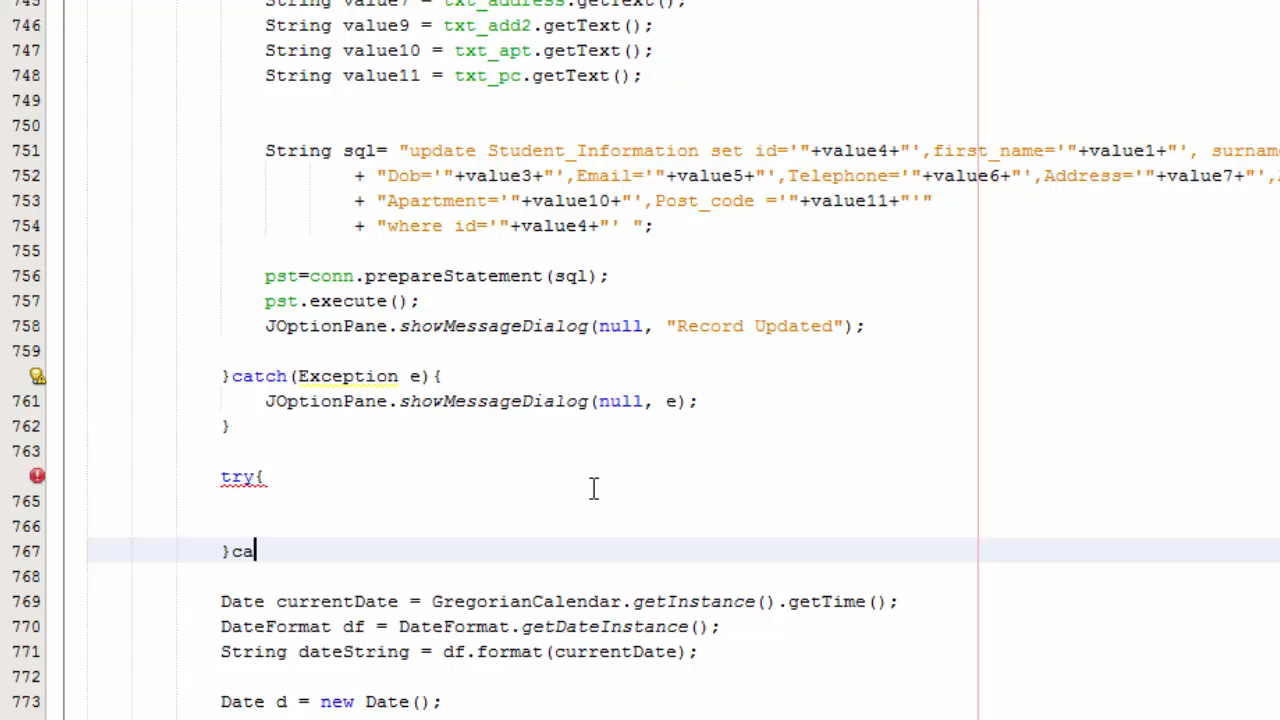 745 String value7 = txt_address.getText();
746 String value9 = txt_add2.getText();
747 String value10 = txt_apt.getText();
748 String value11 = txt_pc.getText();
749
750
751 String sql= "update Student_Information set id='"+value4+"',first_name='"+value1+"', surname
752 + "Dob='"+value3+"',Email='"+value5+"',Telephone='"+value6+"',Address='"+value7+"',
753 + "Apartment='"+value10+"',Post_code ='"+value11+"'"
754 + "where id='"+value4+"' ";
755
756 pst=conn.prepareStatement(sql);
757 pst.execute();
758 JOptionPane.showMessageDialog(null, "Record Updated");
759
}catch(Exception e){
761 JOptionPane.showMessageDialog(null, e);
762 }
763
try{
765
766
767 }ca
768
769 Date currentDate = GregorianCalendar.getInstance().getTime();
770 DateFormat df = DateFormat.getDateInstance();
771 String dateString = df.format(currentDate);
772
773 Date d = new Date();